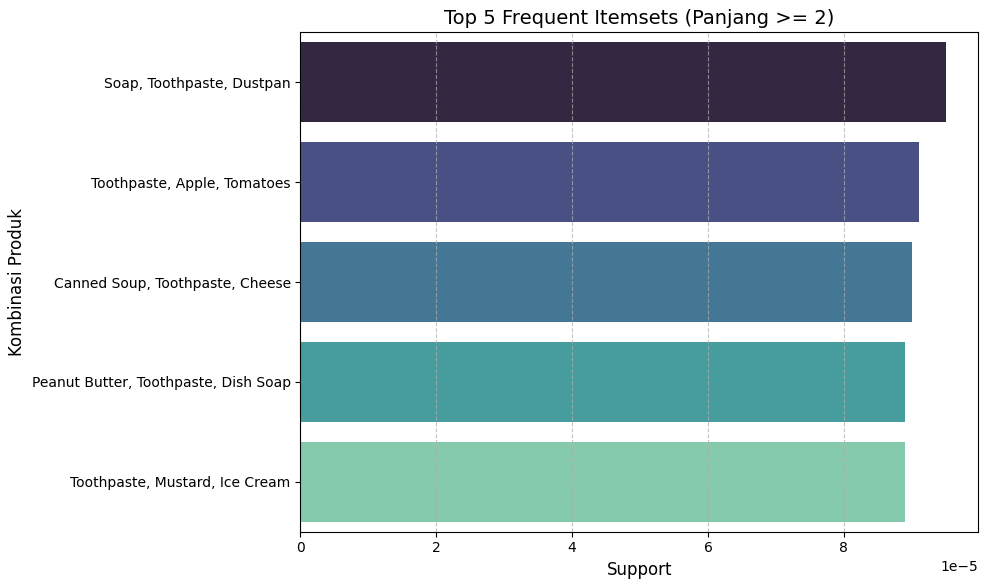 Top 5 Frequent Itemsets (Panjang >= 2)
Kombinasi Produk
Soap, Toothpaste, Dustpan
Toothpaste, Apple, Tomatoes
Canned Soup, Toothpaste, Cheese
Peanut Butter, Toothpaste, Dish Soap
Toothpaste, Mustard, Ice Cream
0 2 4 6 8
1e−5
Support